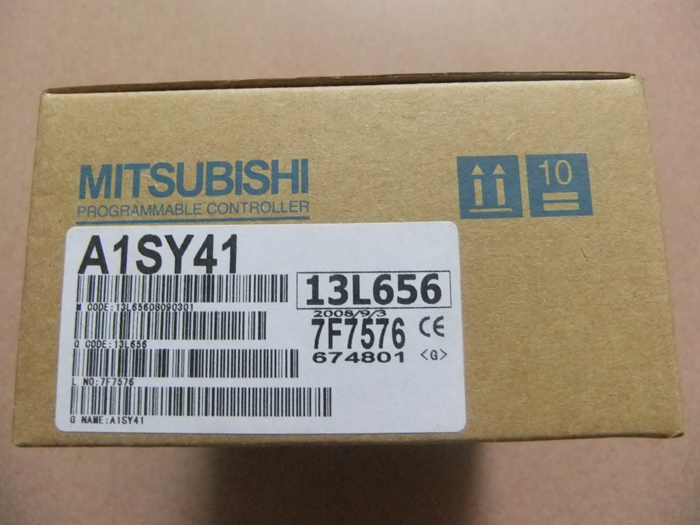 MITSUBISHI
PROGRAMMABLE CONTROLLER
10
A1SY41
13L656
M CODE:13L65608090301
2008/9/3
7F7576 CE
G CODE:13L656
674801 <G>
L NO:7F7576
G NAME:A1SY41